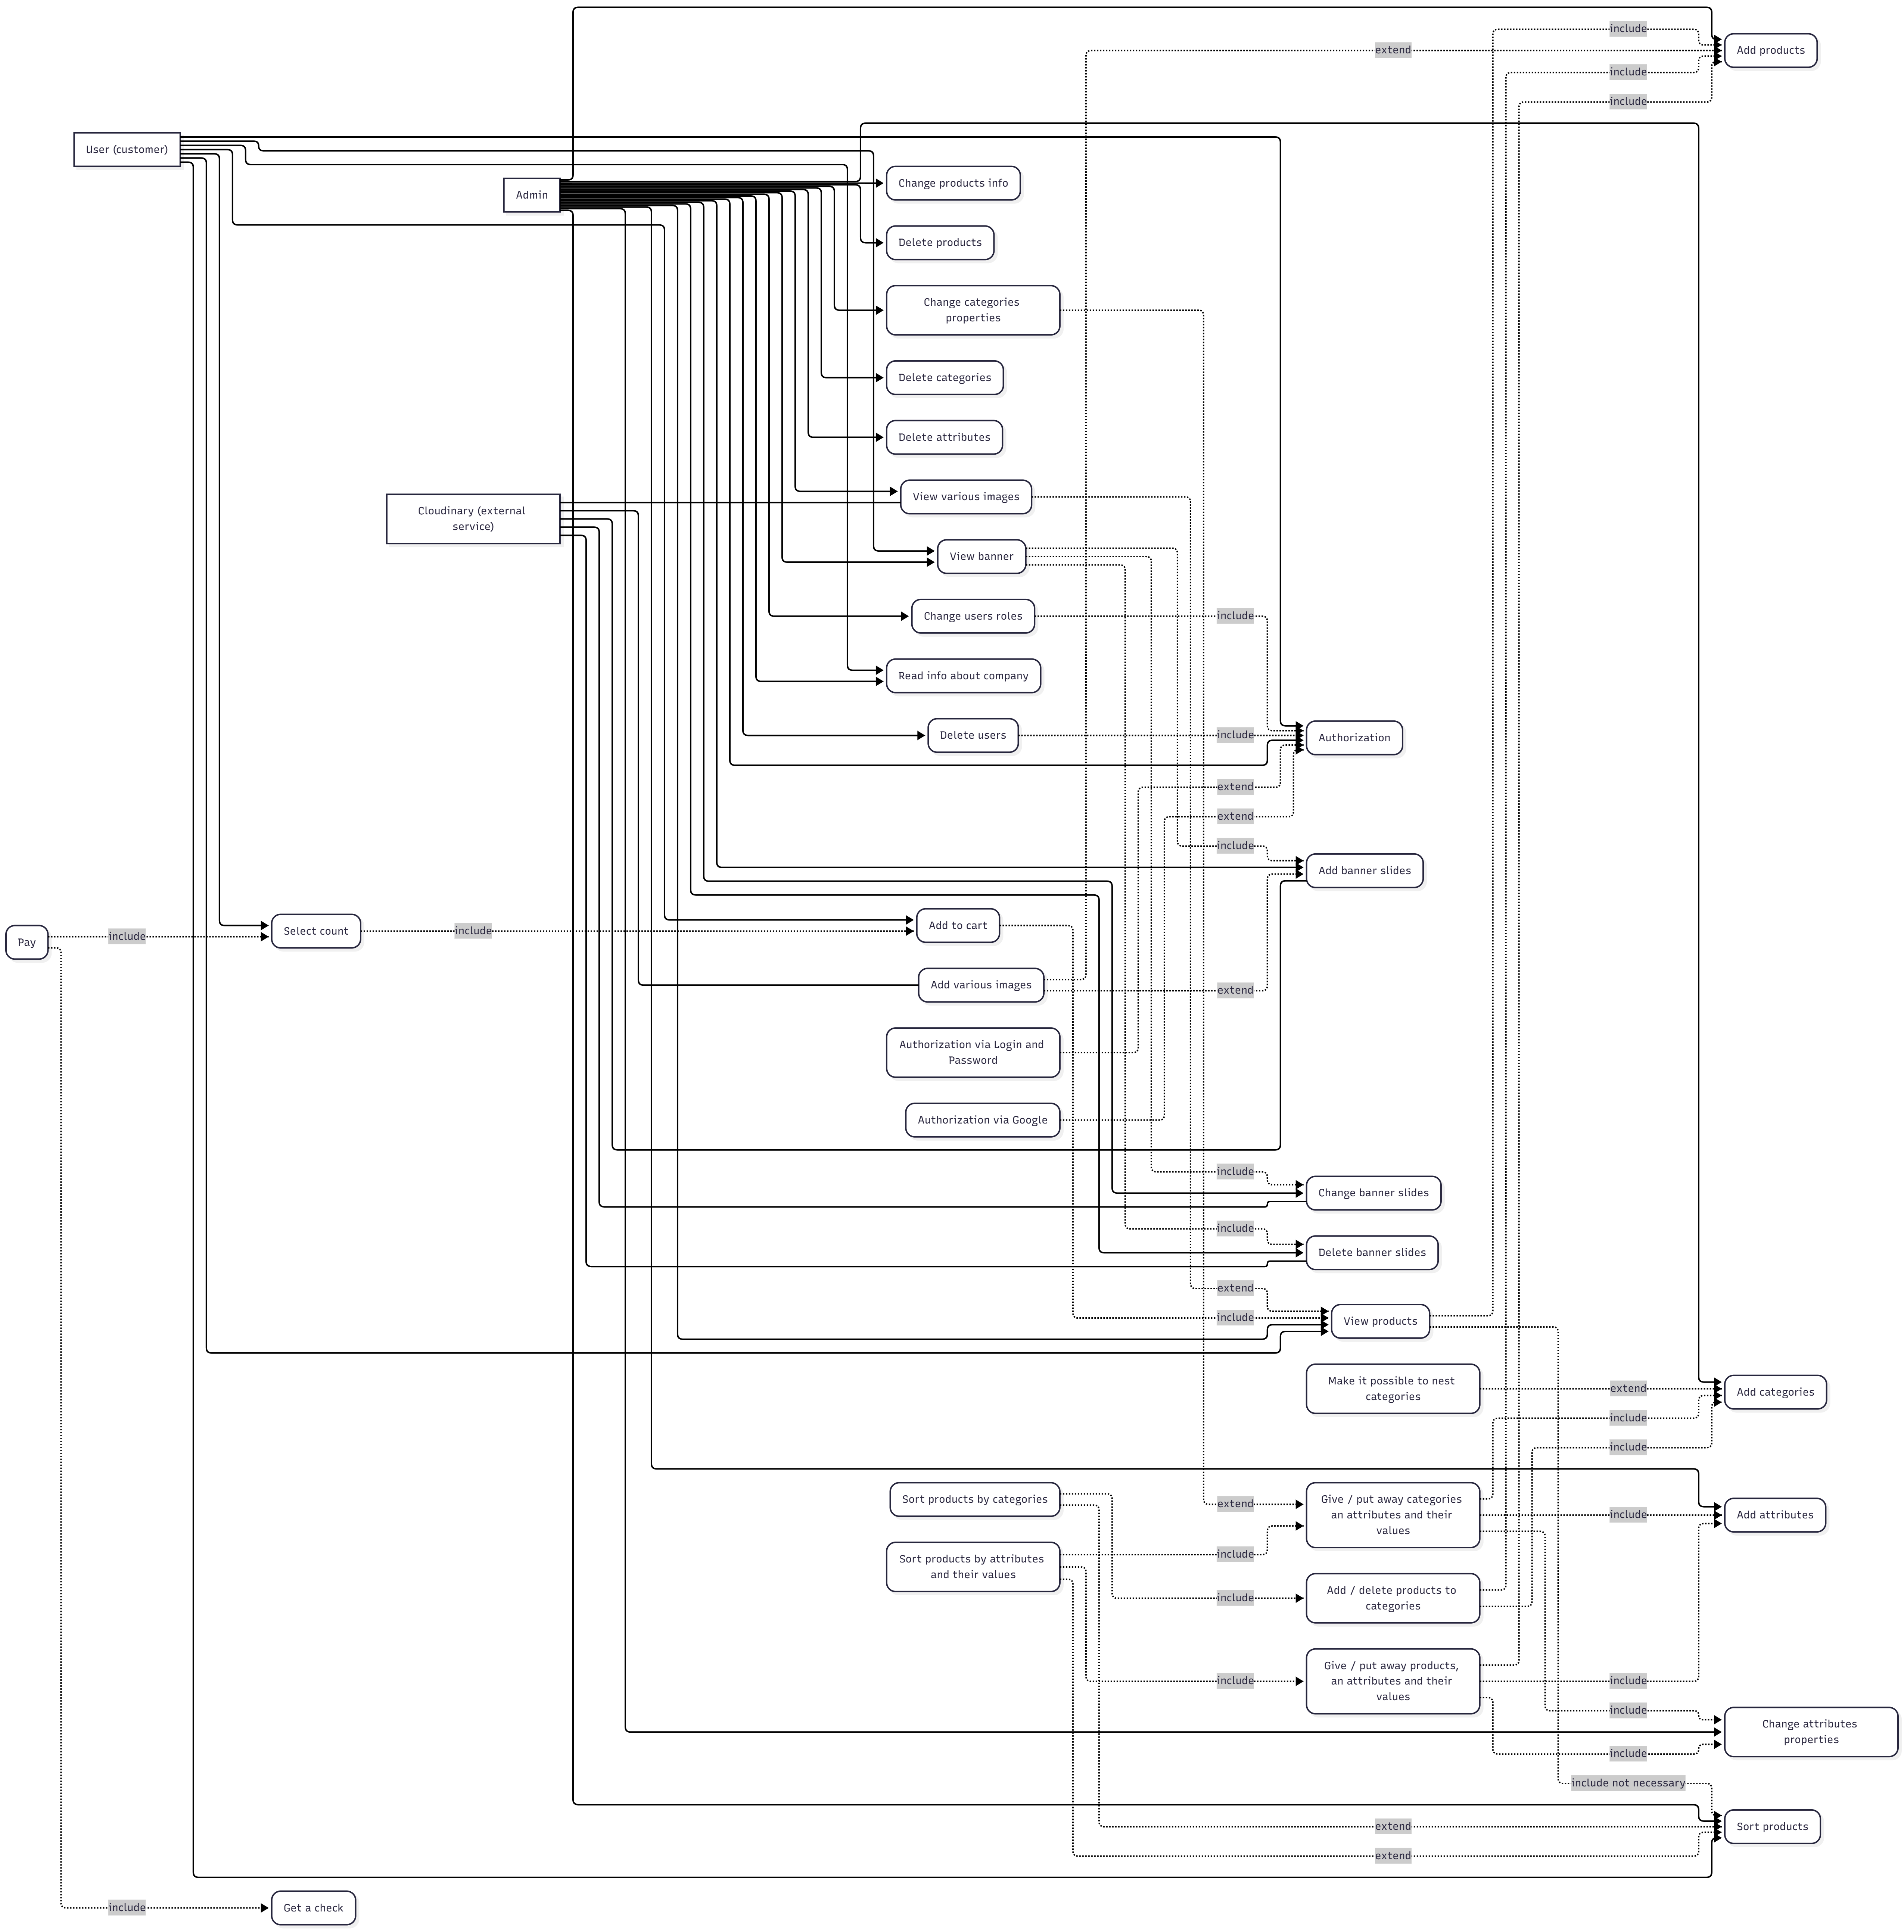 include
Add products
extend
include
include
User (customer)
Change products info
Admin
Delete products
Change categories
properties
Delete categories
Delete attributes
View various images
Cloudinary (external
service)
View banner
Change users roles
include
Read info about company
Delete users
include
Authorization
extend
extend
include
Add banner slides
Add to cart
Select count
include
Pay
include
Add various images
extend
Authorization via Login and
Password
Authorization via Google
include
Change banner slides
include
Delete banner slides
extend
include
View products
Make it possible to nest
categories
extend
Add categories
include
include
Sort products by categories
extend
Give / put away categories
an attributes and their
values
include
Add attributes
Sort products by attributes
and their values
include
include
Add / delete products to
categories
Give / put away products,
an attributes and their
values
include
include
include
Change attributes
properties
include
include not necessary
extend
Sort products
extend
include
Get a check